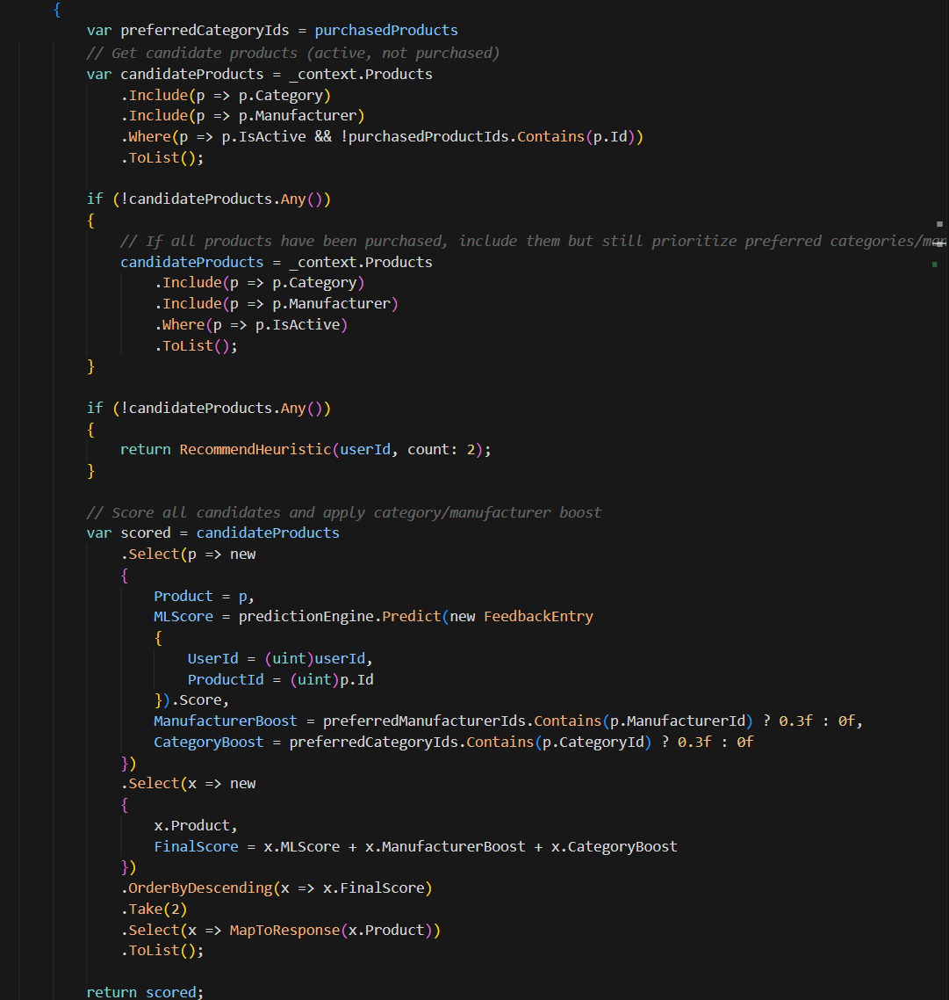 {
var preferredCategoryIds = purchasedProducts
// Get candidate products (active, not purchased)
var candidateProducts = _context.Products
.Include(p => p.Category)
.Include(p => p.Manufacturer)
.Where(p => p.IsActive && !purchasedProductIds.Contains(p.Id))
.ToList();
if (!candidateProducts.Any())
{
// If all products have been purchased, include them but still prioritize preferred
candidateProducts = _context.Products
.Include(p => p.Category)
.Include(p => p.Manufacturer)
.Where(p => p.IsActive)
.ToList();
}
if (!candidateProducts.Any())
{
return RecommendHeuristic(userId, count: 2);
}
// Score all candidates and apply category/manufacturer boost
var scored = candidateProducts
.Select(p => new
{
Product = p,
MLScore = predictionEngine.Predict(new FeedbackEntry
{
UserId = (uint)userId,
ProductId = (uint)p.Id
}).Score,
ManufacturerBoost = preferredManufacturerIds.Contains(p.ManufacturerId) ? 0.3f : 0f,
CategoryBoost = preferredCategoryIds.Contains(p.CategoryId) ? 0.3f : 0f
})
.Select(x => new
{
x.Product,
FinalScore = x.MLScore + x.ManufacturerBoost + x.CategoryBoost
})
.OrderByDescending(x => x.FinalScore)
.Take(2)
.Select(x => MapToResponse(x.Product))
.ToList();
return scored;